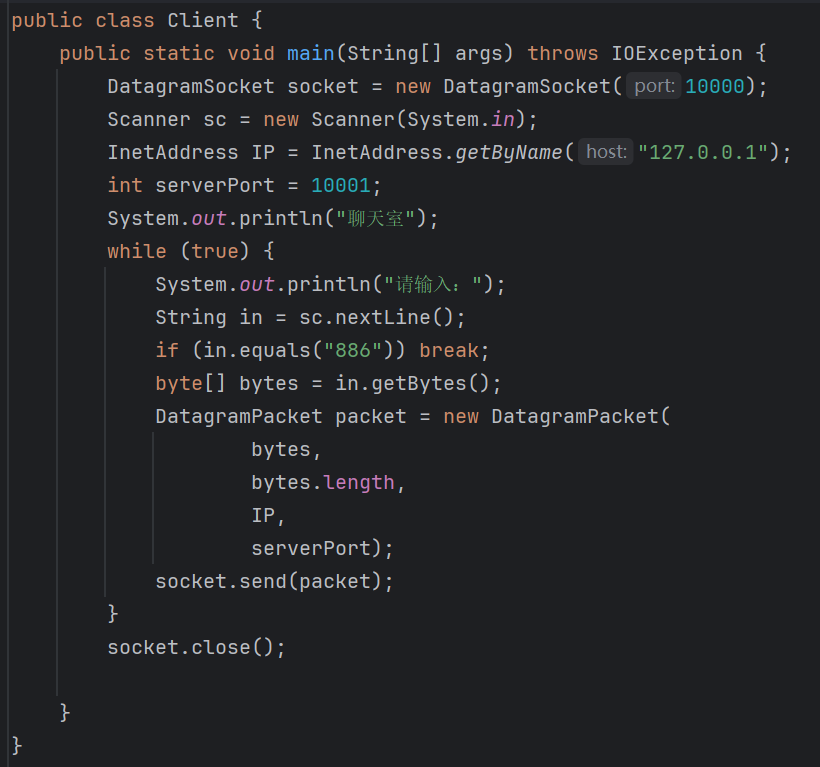 public class Client {
    public static void main(String[] args) throws IOException {
        DatagramSocket socket = new DatagramSocket( port: 10000);
        Scanner sc = new Scanner(System.in);
        InetAddress IP = InetAddress.getByName( host: "127.0.0.1");
        int serverPort = 10001;
        System.out.println("聊天室");
        while (true) {
            System.out.println("请输入：");
            String in = sc.nextLine();
            if (in.equals("886")) break;
            byte[] bytes = in.getBytes();
            DatagramPacket packet = new DatagramPacket(
                    bytes,
                    bytes.length,
                    IP,
                    serverPort);
            socket.send(packet);
        }
        socket.close();
    }
}